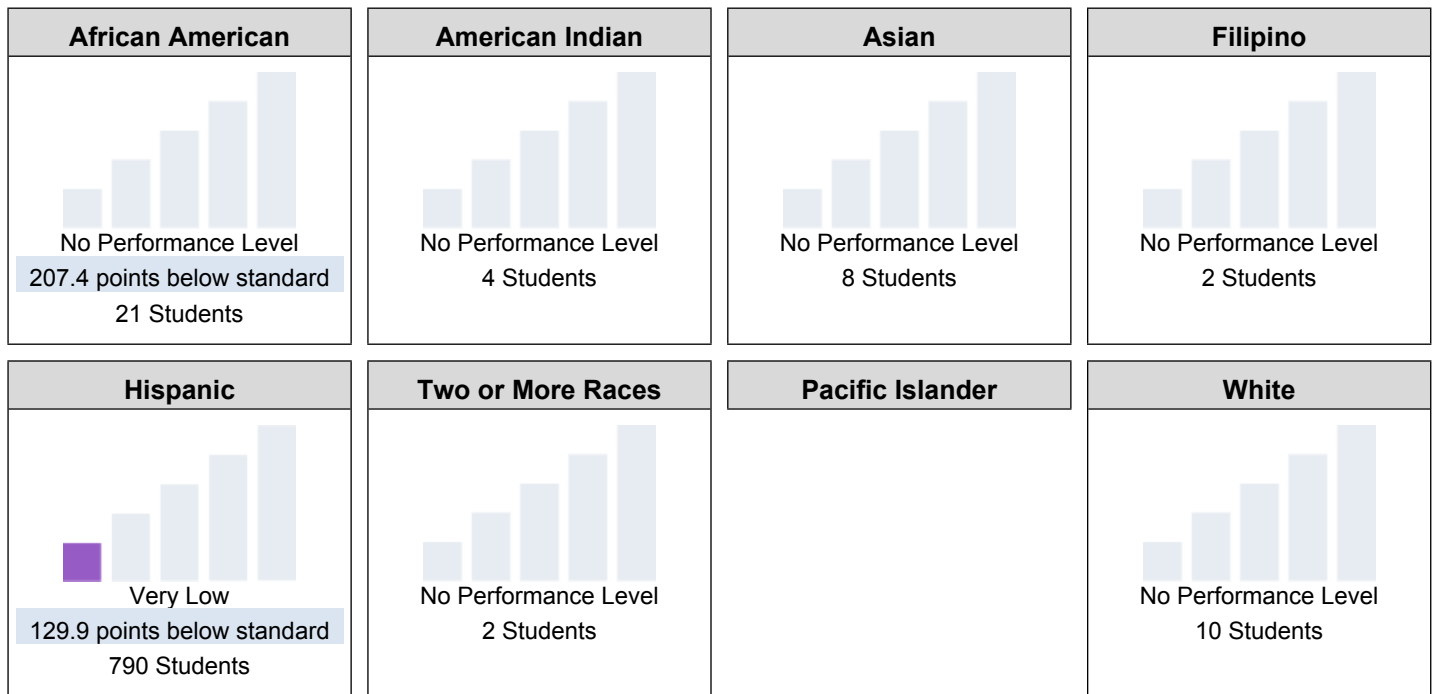 African American
No Performance Level
207.4 points below standard
21 Students
American Indian
No Performance Level
4 Students
Asian
No Performance Level
8 Students
Filipino
No Performance Level
2 Students
Hispanic
Very Low
129.9 points below standard
790 Students
Two or More Races
No Performance Level
2 Students
Pacific Islander
White
No Performance Level
10 Students